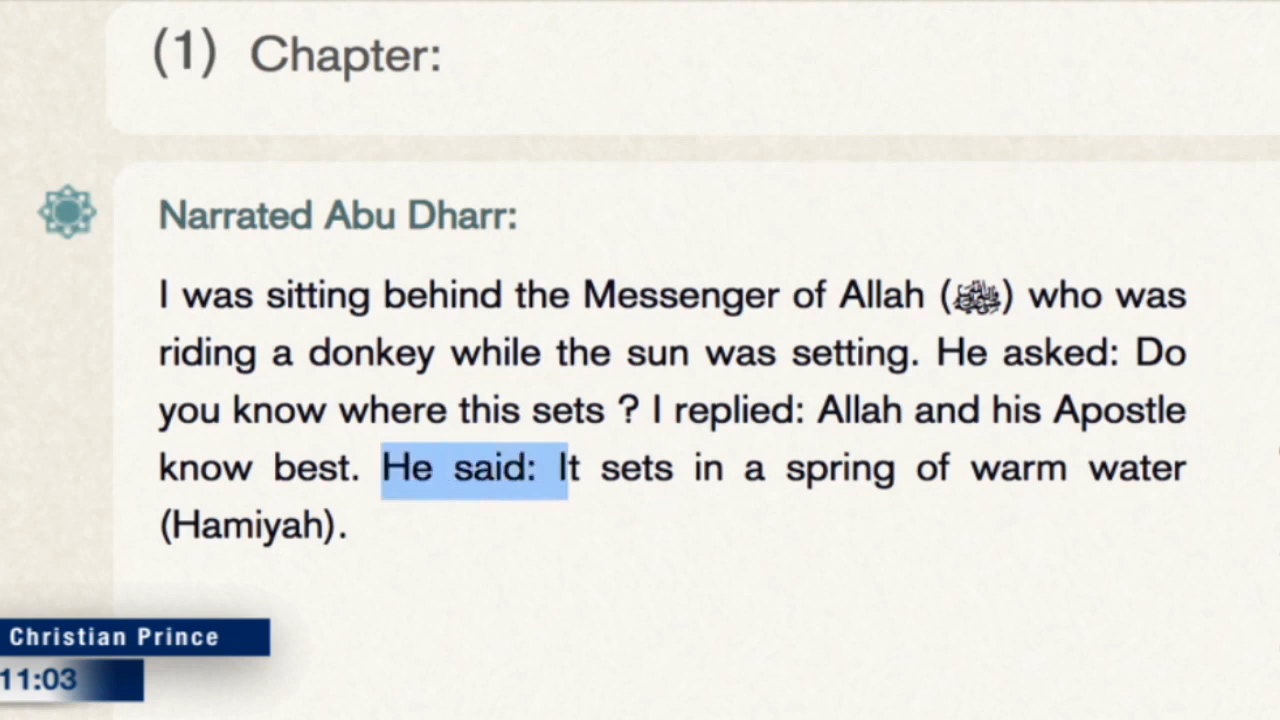 (1) Chapter:
Narrated Abu Dharr:
I was sitting behind the Messenger of Allah (ﷺ) who was
riding a donkey while the sun was setting. He asked: Do
you know where this sets ? I replied: Allah and his Apostle
know best. He said: It sets in a spring of warm water
(Hamiyah).
Christian Prince
11:03